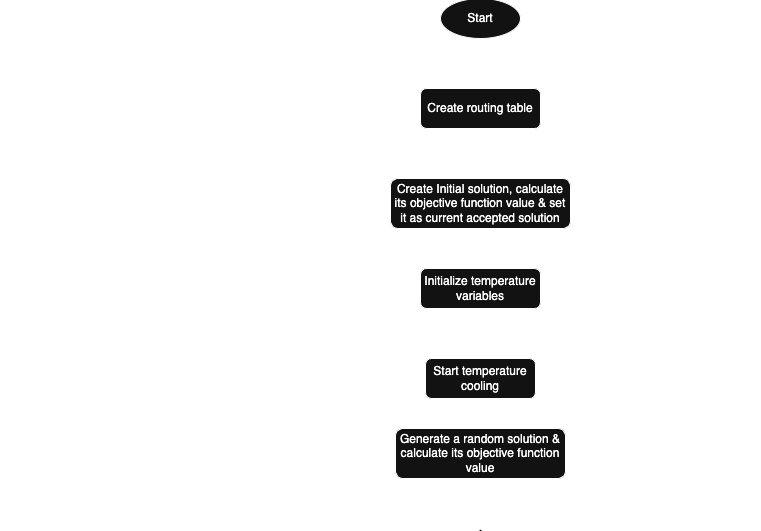 Start
Create routing table
Create Initial solution, calculate
its objective function value & set
it as current accepted solution
Initialize temperature
variables
Start temperature
cooling
Generate a random solution &
calculate its objective function
value